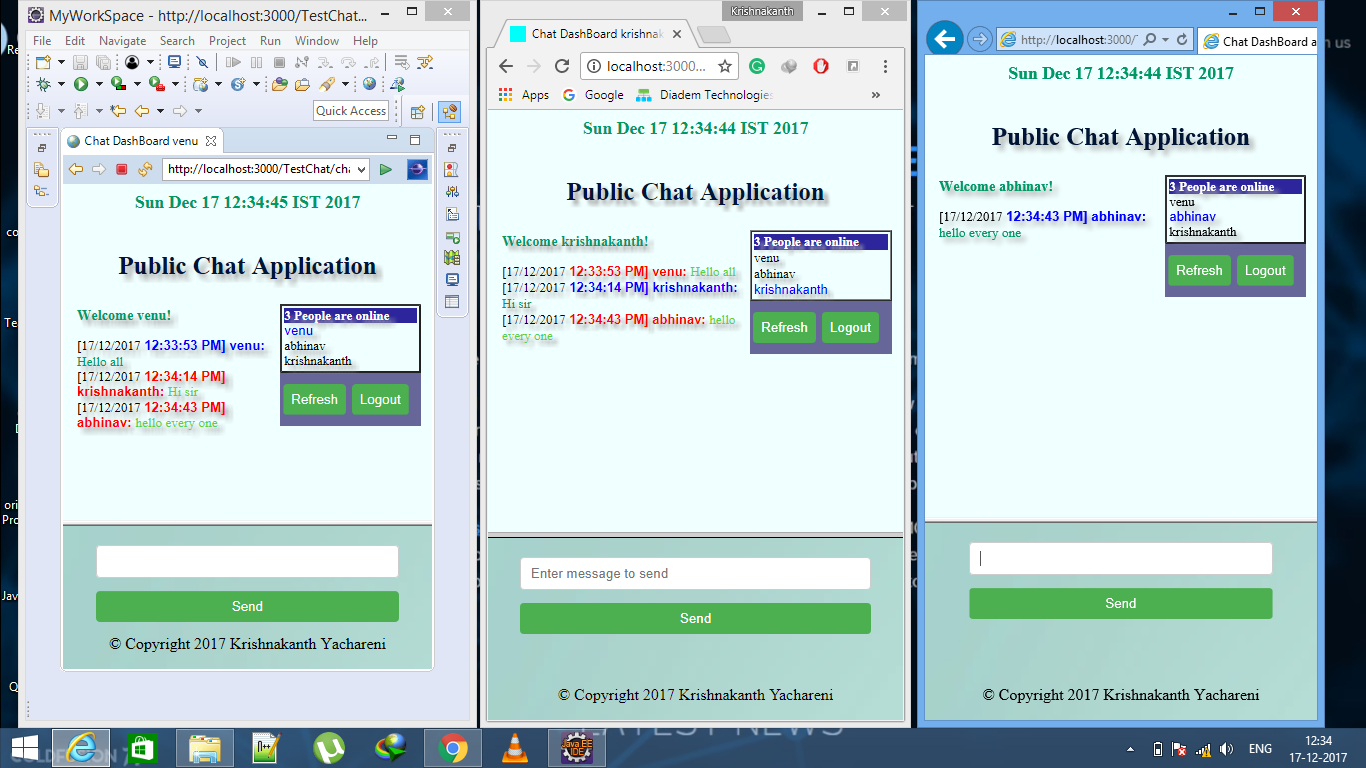 MyWorkSpace - http://localhost:3000/TestChat...
File Edit Navigate Search Project Run Window Help
Quick Access
Chat DashBoard venu
http://localhost:3000/TestChat/cha
Sun Dec 17 12:34:45 IST 2017
Public Chat Application
Welcome venu!
[17/12/2017 12:33:53 PM] venu:
Hello all
[17/12/2017 12:34:14 PM]
krishnakanth: Hi sir
[17/12/2017 12:34:43 PM]
abhinav: hello every one
3 People are online
venu
abhinav
krishnakanth
Refresh Logout
Send
© Copyright 2017 Krishnakanth Yachareni
Krishnakanth
Chat DashBoard krishnak
localhost:3000...
Apps Google Diadem Technologies »
Sun Dec 17 12:34:44 IST 2017
Public Chat Application
Welcome krishnakanth!
[17/12/2017 12:33:53 PM] venu: Hello all
[17/12/2017 12:34:14 PM] krishnakanth:
Hi sir
[17/12/2017 12:34:43 PM] abhinav: hello
every one
3 People are online
venu
abhinav
krishnakanth
Refresh Logout
Enter message to send
Send
© Copyright 2017 Krishnakanth Yachareni
http://localhost:3000/T
Chat DashBoard a
Sun Dec 17 12:34:44 IST 2017
Public Chat Application
Welcome abhinav!
[17/12/2017 12:34:43 PM] abhinav:
hello every one
3 People are online
venu
abhinav
krishnakanth
Refresh Logout
Send
© Copyright 2017 Krishnakanth Yachareni
LATEST NEWS
Java EE
IDE
ENG
12:34
17-12-2017